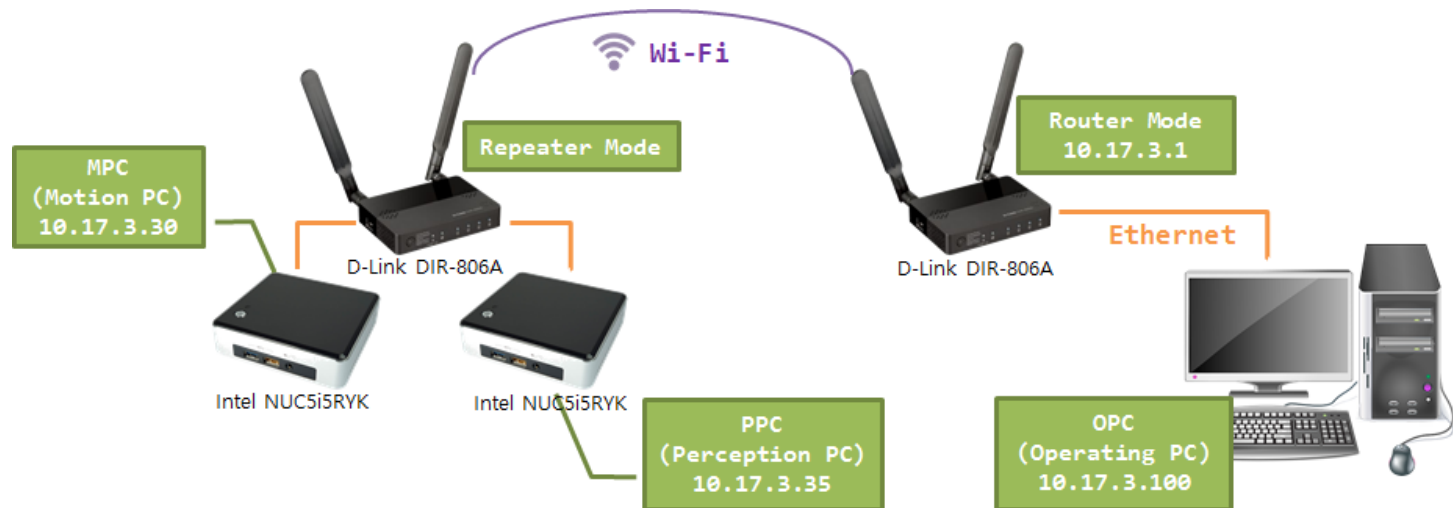 Wi-Fi
Repeater Mode
Router Mode
10.17.3.1
MPC
(Motion PC)
10.17.3.30
D-Link DIR-806A
Ethernet
D-Link DIR-806A
Intel NUC5i5RYK
Intel NUC5i5RYK
PPC
(Perception PC)
10.17.3.35
OPC
(Operating PC)
10.17.3.100